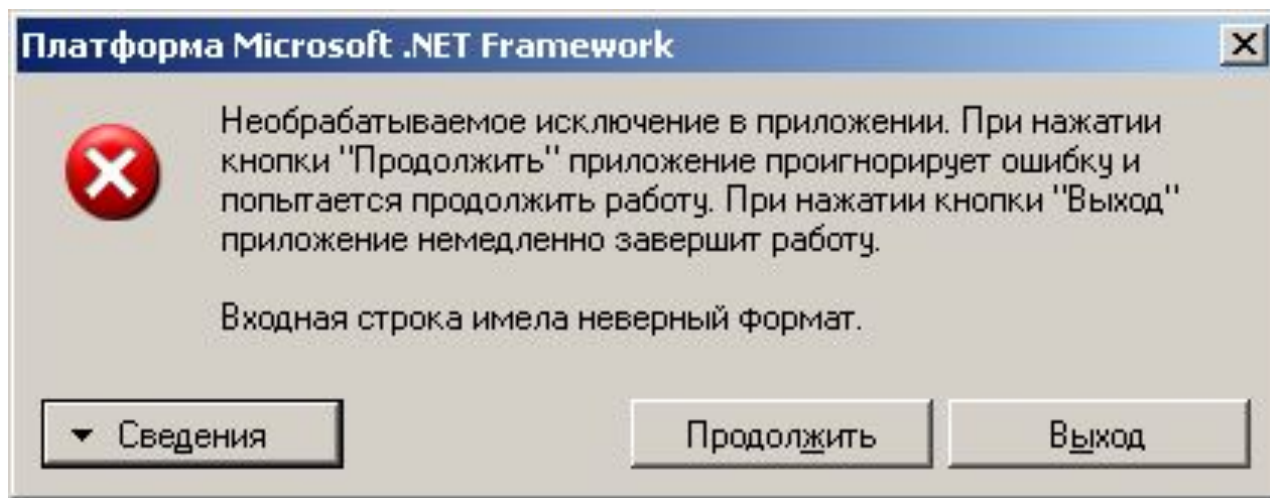 Платформа Microsoft .NET Framework
Необрабатываемое исключение в приложении. При нажатии
кнопки "Продолжить" приложение проигнорирует ошибку и
попытается продолжить работу. При нажатии кнопки "Выход"
приложение немедленно завершит работу.
Входная строка имела неверный формат.
Сведения
Продолжить
Выход